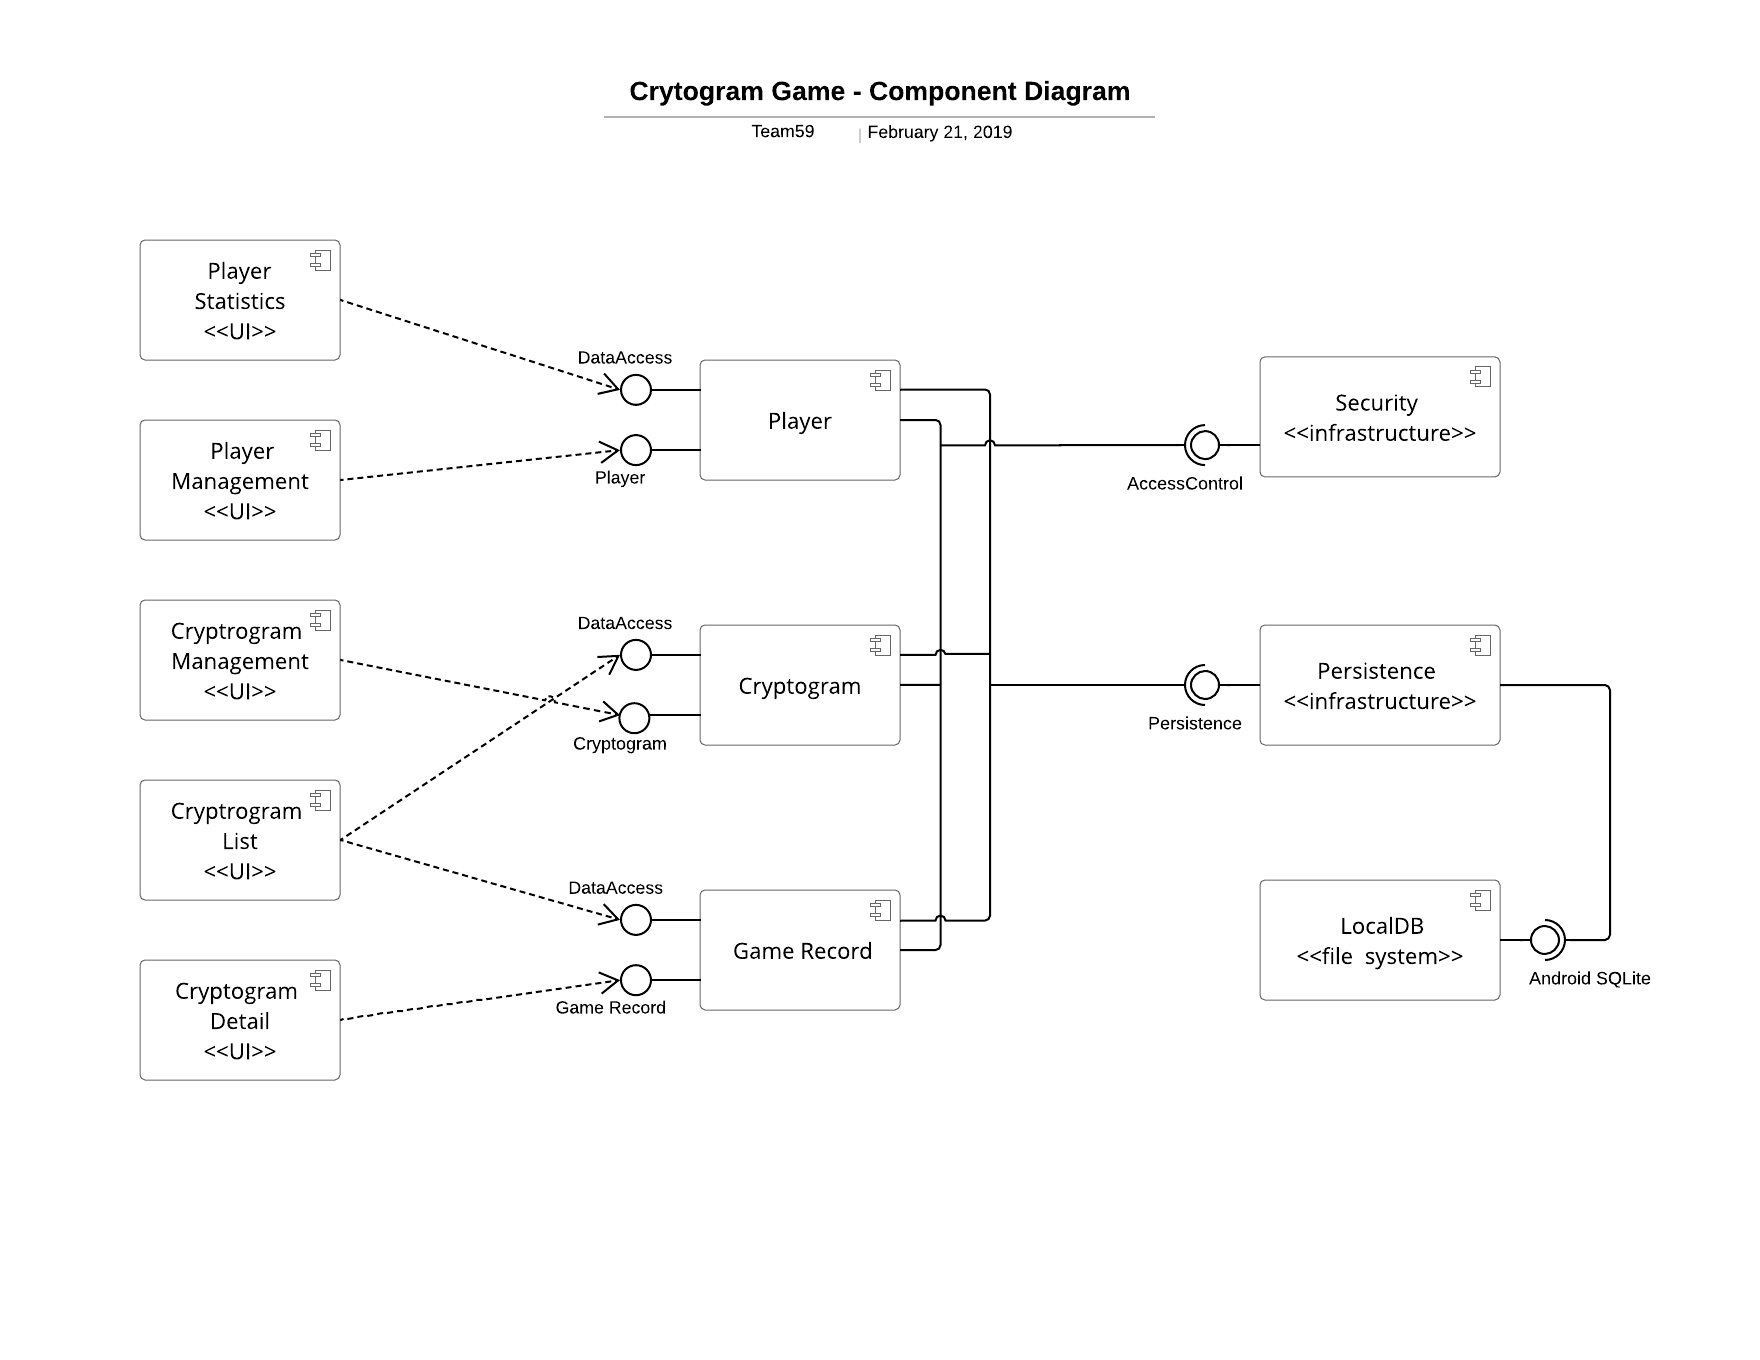 Crytogram Game - Component Diagram
Team59
February 21, 2019
Player
Statistics
<<UI>>
Player
Management
<<UI>>
Cryptrogram
Management
<<UI>>
Cryptrogram
List
<<UI>>
Cryptogram
Detail
<<UI>>
DataAccess
Player
DataAccess
Cryptogram
DataAccess
Game Record
Player
Cryptogram
Game Record
AccessControl
Persistence
Security
<<infrastructure>>
Persistence
<<infrastructure>>
LocalDB
<<file system>>
Android SQLite